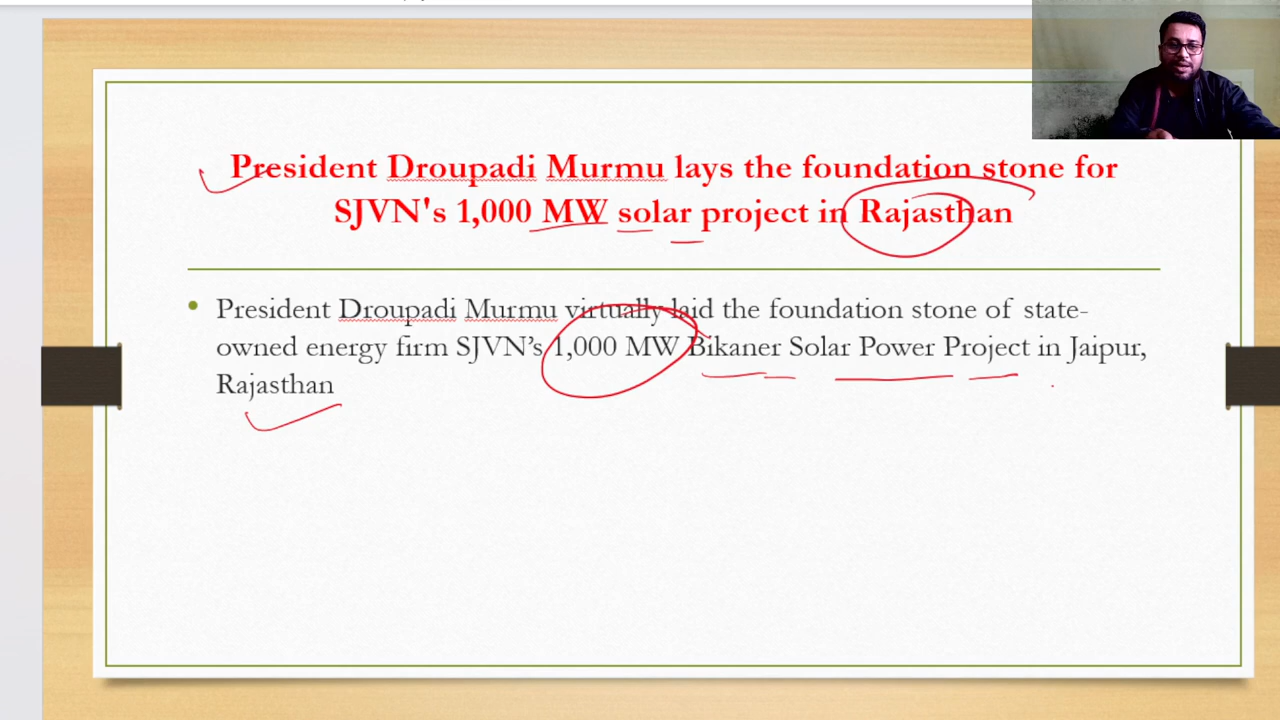 President Droupadi Murmu lays the foundation stone for
SJVN's 1,000 MW solar project in Rajasthan
• President Droupadi Murmu virtually laid the foundation stone of state-
owned energy firm SJVN’s 1,000 MW Bikaner Solar Power Project in Jaipur,
Rajasthan